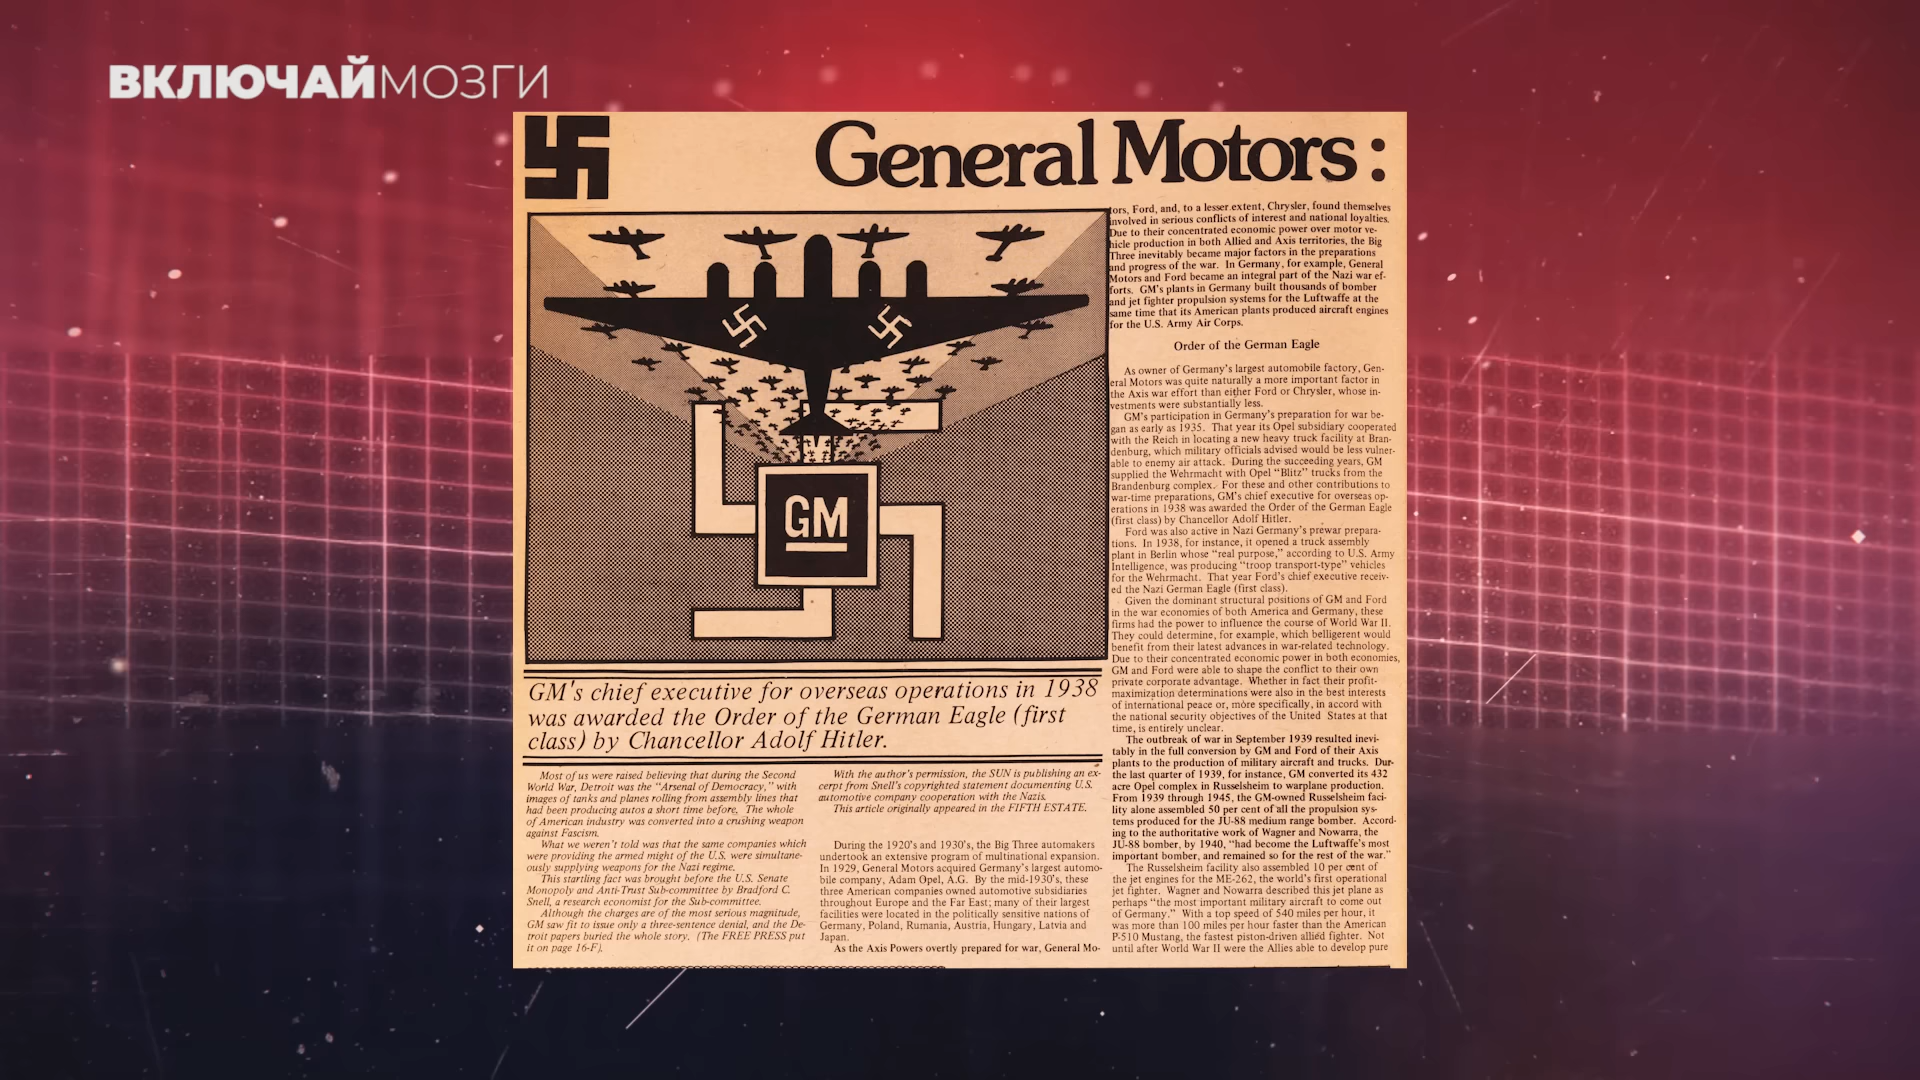 ВКЛЮЧАЙМОЗГИ
General Motors:
GM
GM's chief executive for overseas operations in 1938
was awarded the Order of the German Eagle (first
class) by Chancellor Adolf Hitler.
Most of us were raised believing that during the Second
World War, Detroit was the "Arsenal of Democracy," with
images of tanks and planes rolling from assembly lines that
had been producing autos a short time before. The whole
of American industry was converted into a crushing weapon
against Fascism.
What we weren't told was that the same companies which
were providing the armed might of the U.S. were simultane-
ously supplying weapons for the Nazi regime.
This startling fact was brought before the U.S. Senate
Monopoly and Anti-Trust Sub-committee by Bradford C.
Snell, a research economist for the Sub-committee.
Although the charges are of the most serious magnitude,
GM saw fit to issue only a three-sentence denial, and the De-
troit papers buried the whole story. (The FREE PRESS put
it on page 16-F).
With the author's permission, the SUN is publishing an ex-
cerpt from Snell's copyrighted statement documenting U.S.
automotive company cooperation with the Nazis.
This article originally appeared in the FIFTH ESTATE.
During the 1920's and 1930's, the Big Three automakers
undertook an extensive program of multinational expansion.
In 1929, General Motors acquired Germany's largest automo-
bile company, Adam Opel, A.G. By the mid-1930's, these
three American companies owned automotive subsidiaries
throughout Europe and the Far East; many of their largest
facilities were located in the politically sensitive nations of
Germany, Poland, Rumania, Austria, Hungary, Latvia and
Japan.
As the Axis Powers overtly prepared for war, General Mo-
tors, Ford, and, to a lesser extent, Chrysler, found themselves
involved in serious conflicts of interest and national loyalties.
Due to their concentrated economic power over motor ve-
hicle production in both Allied and Axis territories, the Big
Three inevitably became major factors in the preparations
and progress of the war. In Germany, for example, General
Motors and Ford became an integral part of the Nazi war ef-
forts. GM's plants in Germany built thousands of bomber
and jet fighter propulsion systems for the Luftwaffe at the
same time that its American plants produced aircraft engines
for the U.S. Army Air Corps.
Order of the German Eagle
As owner of Germany's largest automobile factory, Gen-
eral Motors was quite naturally a more important factor in
the Axis war effort than either Ford or Chrysler, whose in-
vestments were substantially less.
GM's participation in Germany's preparation for war be-
gan as early as 1935. That year its Opel subsidiary cooperated
with the Reich in locating a new heavy truck facility at Bran-
denburg, which military officials advised would be less vulner-
able to enemy air attack. During the succeeding years, GM
supplied the Wehrmacht with Opel "Blitz" trucks from the
Brandenburg complex. For these and other contributions to
war-time preparations, GM's chief executive for overseas op-
erations in 1938 was awarded the Order of the German Eagle
(first class) by Chancellor Adolf Hitler.
Ford was also active in Nazi Germany's prewar prepara-
tions. In 1938, for instance, it opened a truck assembly
plant in Berlin whose "real purpose," according to U.S. Army
Intelligence, was producing "troop transport-type" vehicles
for the Wehrmacht. That year Ford's chief executive receiv-
ed the Nazi German Eagle (first class).
Given the dominant structural positions of GM and Ford
in the war economies of both America and Germany, these
firms had the power to influence the course of World War II.
They could determine, for example, which belligerent would
benefit from their latest advances in war-related technology.
Due to their concentrated economic power in both economies,
GM and Ford were able to shape the conflict to their own
private corporate advantage. Whether in fact their profit-
maximization determinations were also in the best interests
of international peace or, more specifically, in accord with
the national security objectives of the United States at that
time, is entirely unclear.
The outbreak of war in September 1939 resulted inevi-
tably in the full conversion by GM and Ford of their Axis
plants to the production of military aircraft and trucks. Dur-
the last quarter of 1939, for instance, GM converted its 432
acre Opel complex in Russelsheim to warplane production.
From 1939 through 1945, the GM-owned Russelsheim faci-
lity alone assembled 50 per cent of all the propulsion sys-
tems produced for the JU-88 medium range bomber. Accord-
ing to the authoritative work of Wagner and Nowarra, the
JU-88 bomber, by 1940, "had become the Luftwaffe's most
important bomber, and remained so for the rest of the war."
The Russelsheim facility also assembled 10 per cent of
the jet engines for the ME-262, the world's first operational
jet fighter. Wagner and Nowarra described this jet plane as
perhaps "the most important military aircraft to come out
of Germany." With a top speed of 540 miles per hour, it
was more than 100 miles per hour faster than the American
P-510 Mustang, the fastest piston-driven allied fighter. Not
until after World War II were the Allies able to develop pure